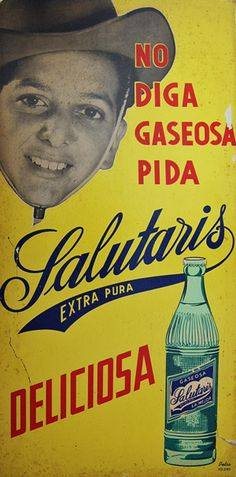 NO
DIGA
GASEOSA
PIDA
Salutaris
EXTRA PURA
DELICIOSA
GASEOSA
Salutaris